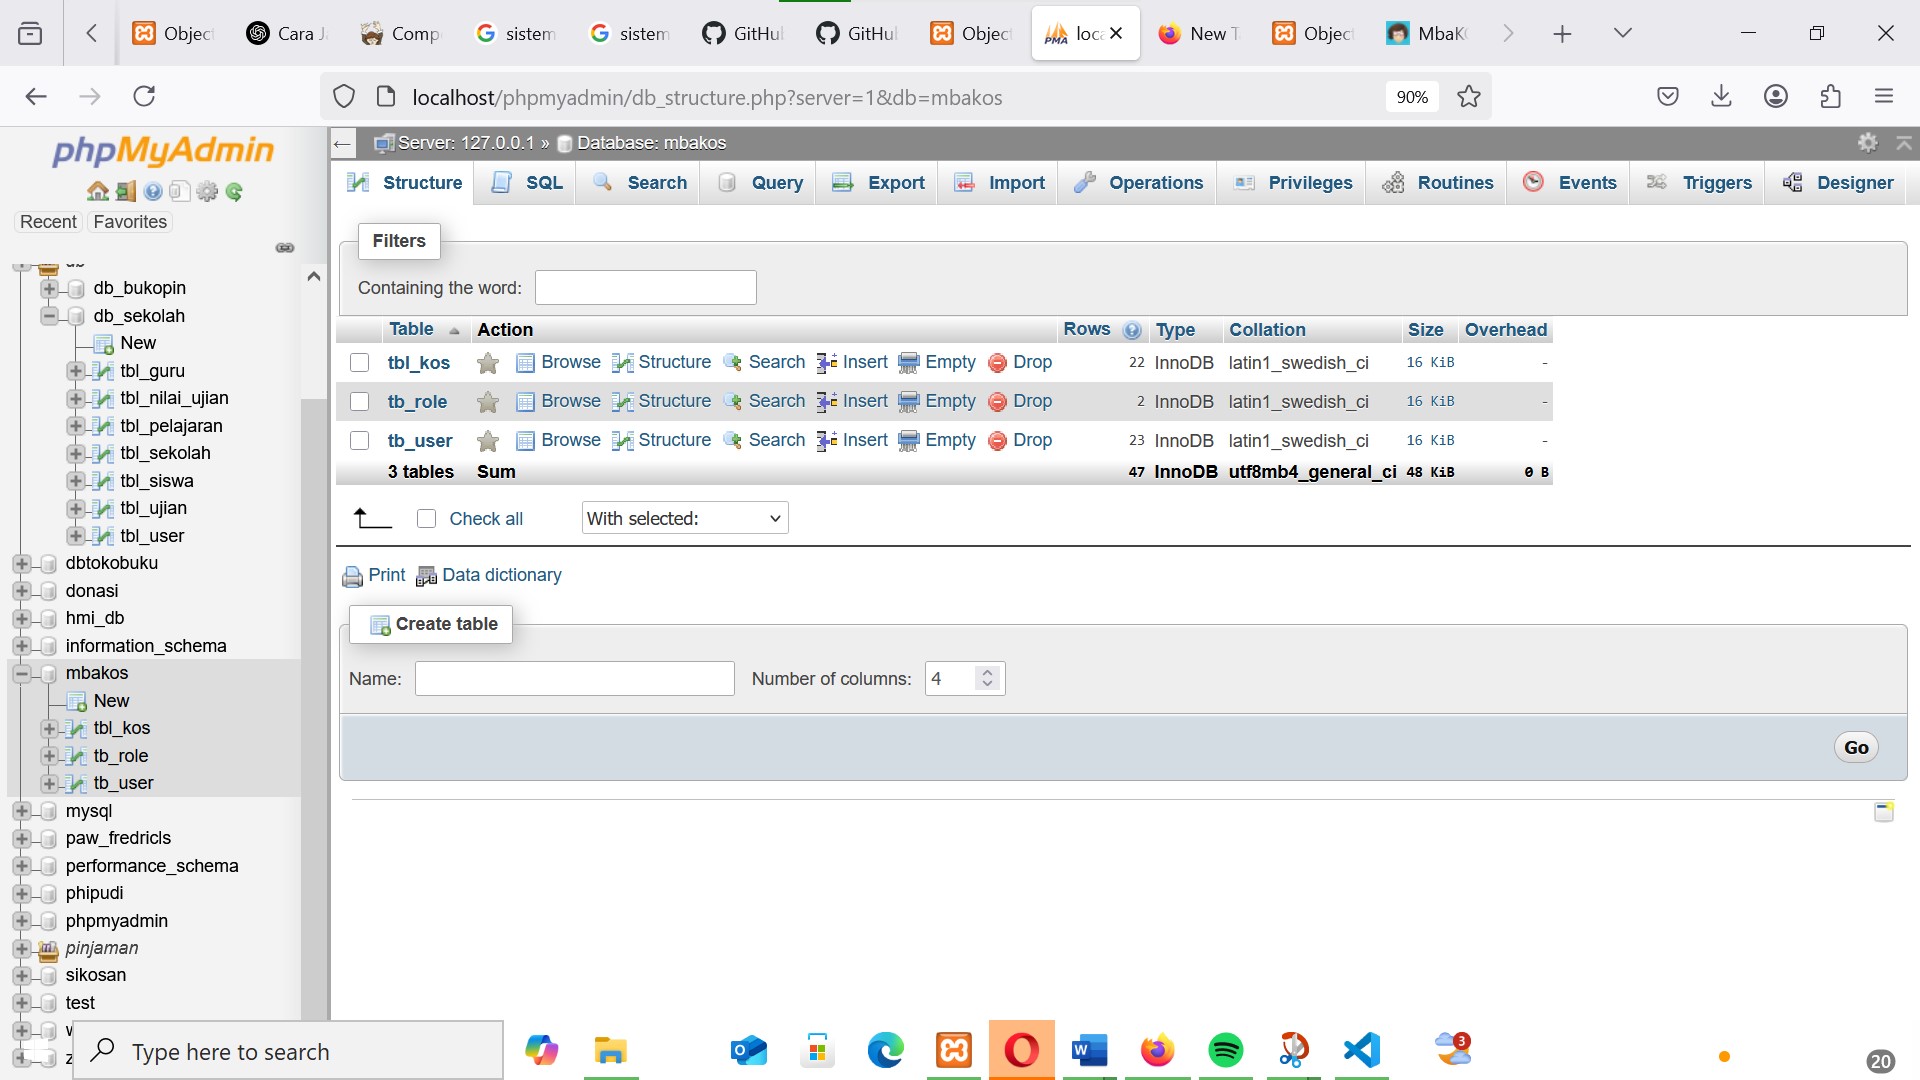 Object
Cara J
Comp
sistem
sistem
GitHu
GitHu
Object
PMA
loca
New T
Object
MbaK
localhost/phpmyadmin/db_structure.php?server=1&db=mbakos
90%
phpMyAdmin
Recent Favorites
db
db_bukopin
db_sekolah
New
tbl_guru
tbl_nilai_ujian
tbl_pelajaran
tbl_sekolah
tbl_siswa
tbl_ujian
tbl_user
dbtokobuku
donasi
hmi_db
information_schema
mbakos
New
tbl_kos
tb_role
tb_user
mysql
paw_fredricls
performance_schema
phipudi
phpmyadmin
pinjaman
sikosan
test
Server: 127.0.0.1 » Database: mbakos
Structure SQL Search Query Export Import Operations Privileges Routines Events Triggers Designer
Filters
Containing the word:
Table Action Rows Type Collation Size Overhead
tbl_kos Browse Structure Search Insert Empty Drop 22 InnoDB latin1_swedish_ci 16 KiB -
tb_role Browse Structure Search Insert Empty Drop 2 InnoDB latin1_swedish_ci 16 KiB -
tb_user Browse Structure Search Insert Empty Drop 23 InnoDB latin1_swedish_ci 16 KiB -
3 tables Sum 47 InnoDB utf8mb4_general_ci 48 KiB 0 B
Check all With selected:
Print Data dictionary
Create table
Name: Number of columns: 4
Go
Type here to search
3
20